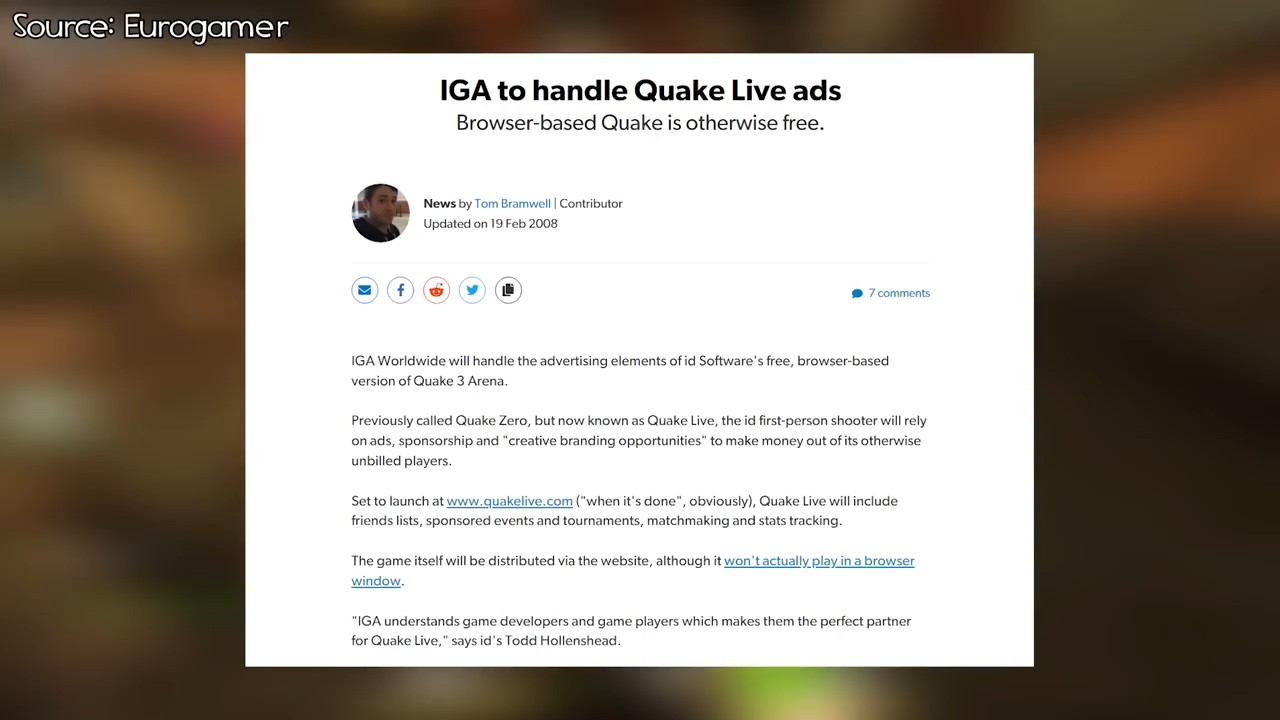 Source: Eurogamer
IGA to handle Quake Live ads
Browser-based Quake is otherwise free.
News by Tom Bramwell | Contributor
Updated on 19 Feb 2008
7 comments
IGA Worldwide will handle the advertising elements of id Software's free, browser-based
version of Quake 3 Arena.
Previously called Quake Zero, but now known as Quake Live, the id first-person shooter will rely
on ads, sponsorship and "creative branding opportunities" to make money out of its otherwise
unbilled players.
Set to launch at www.quakelive.com ("when it's done", obviously), Quake Live will include
friends lists, sponsored events and tournaments, matchmaking and stats tracking.
The game itself will be distributed via the website, although it won't actually play in a browser
window.
"IGA understands game developers and game players which makes them the perfect partner
for Quake Live," says id's Todd Hollenshead.